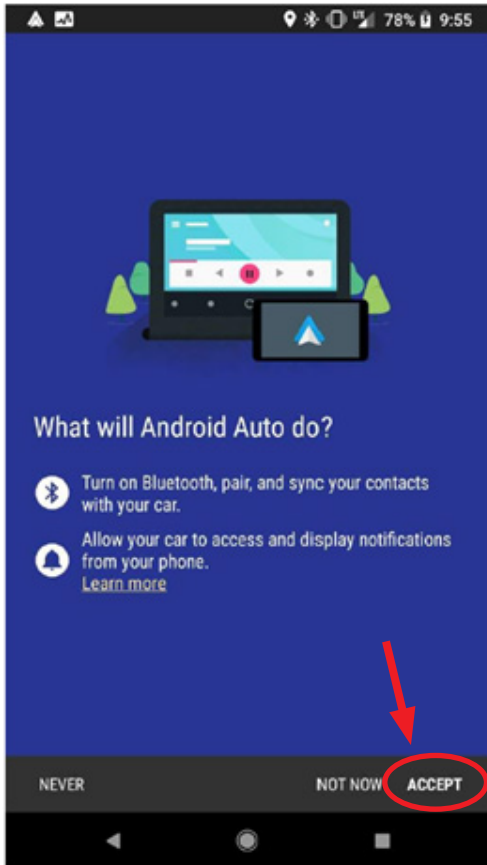 LTE 78% 9:55
What will Android Auto do?
Turn on Bluetooth, pair, and sync your contacts
with your car.
Allow your car to access and display notifications
from your phone.
Learn more
NEVER NOT NOW ACCEPT